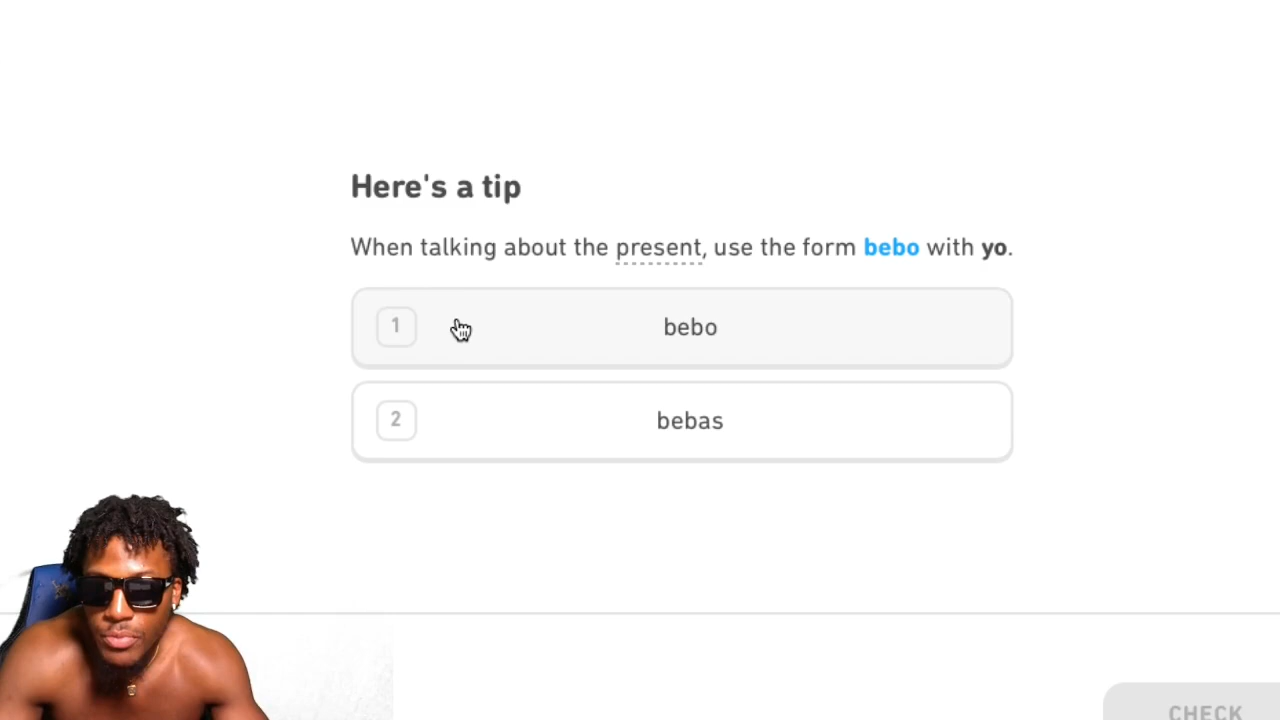 Here's a tip
When talking about the present, use the form bebo with yo.
1 bebo
2 bebas
CHECK